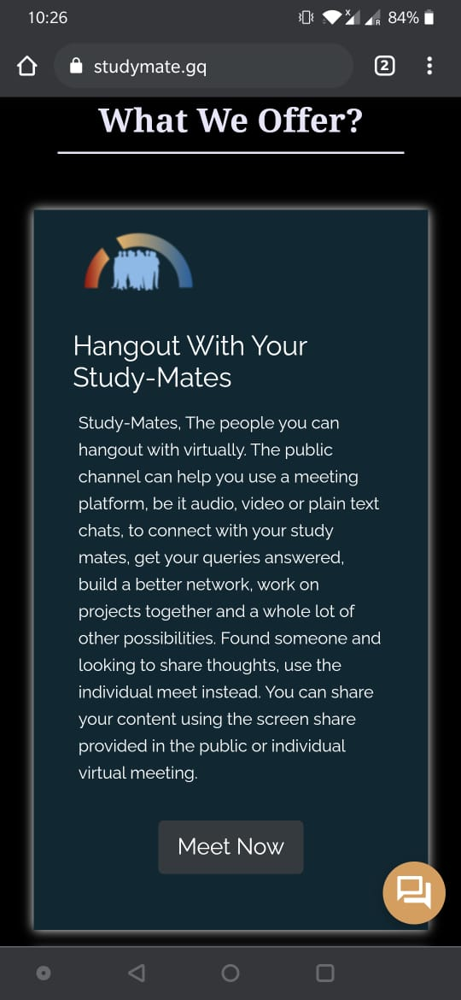 10:26
X R 84%
studymate.gq
2
What We Offer?
Hangout With Your
Study-Mates
Study-Mates, The people you can
hangout with virtually. The public
channel can help you use a meeting
platform, be it audio, video or plain text
chats, to connect with your study
mates, get your queries answered,
build a better network, work on
projects together and a whole lot of
other possibilities. Found someone and
looking to share thoughts, use the
individual meet instead. You can share
your content using the screen share
provided in the public or individual
virtual meeting.
Meet Now